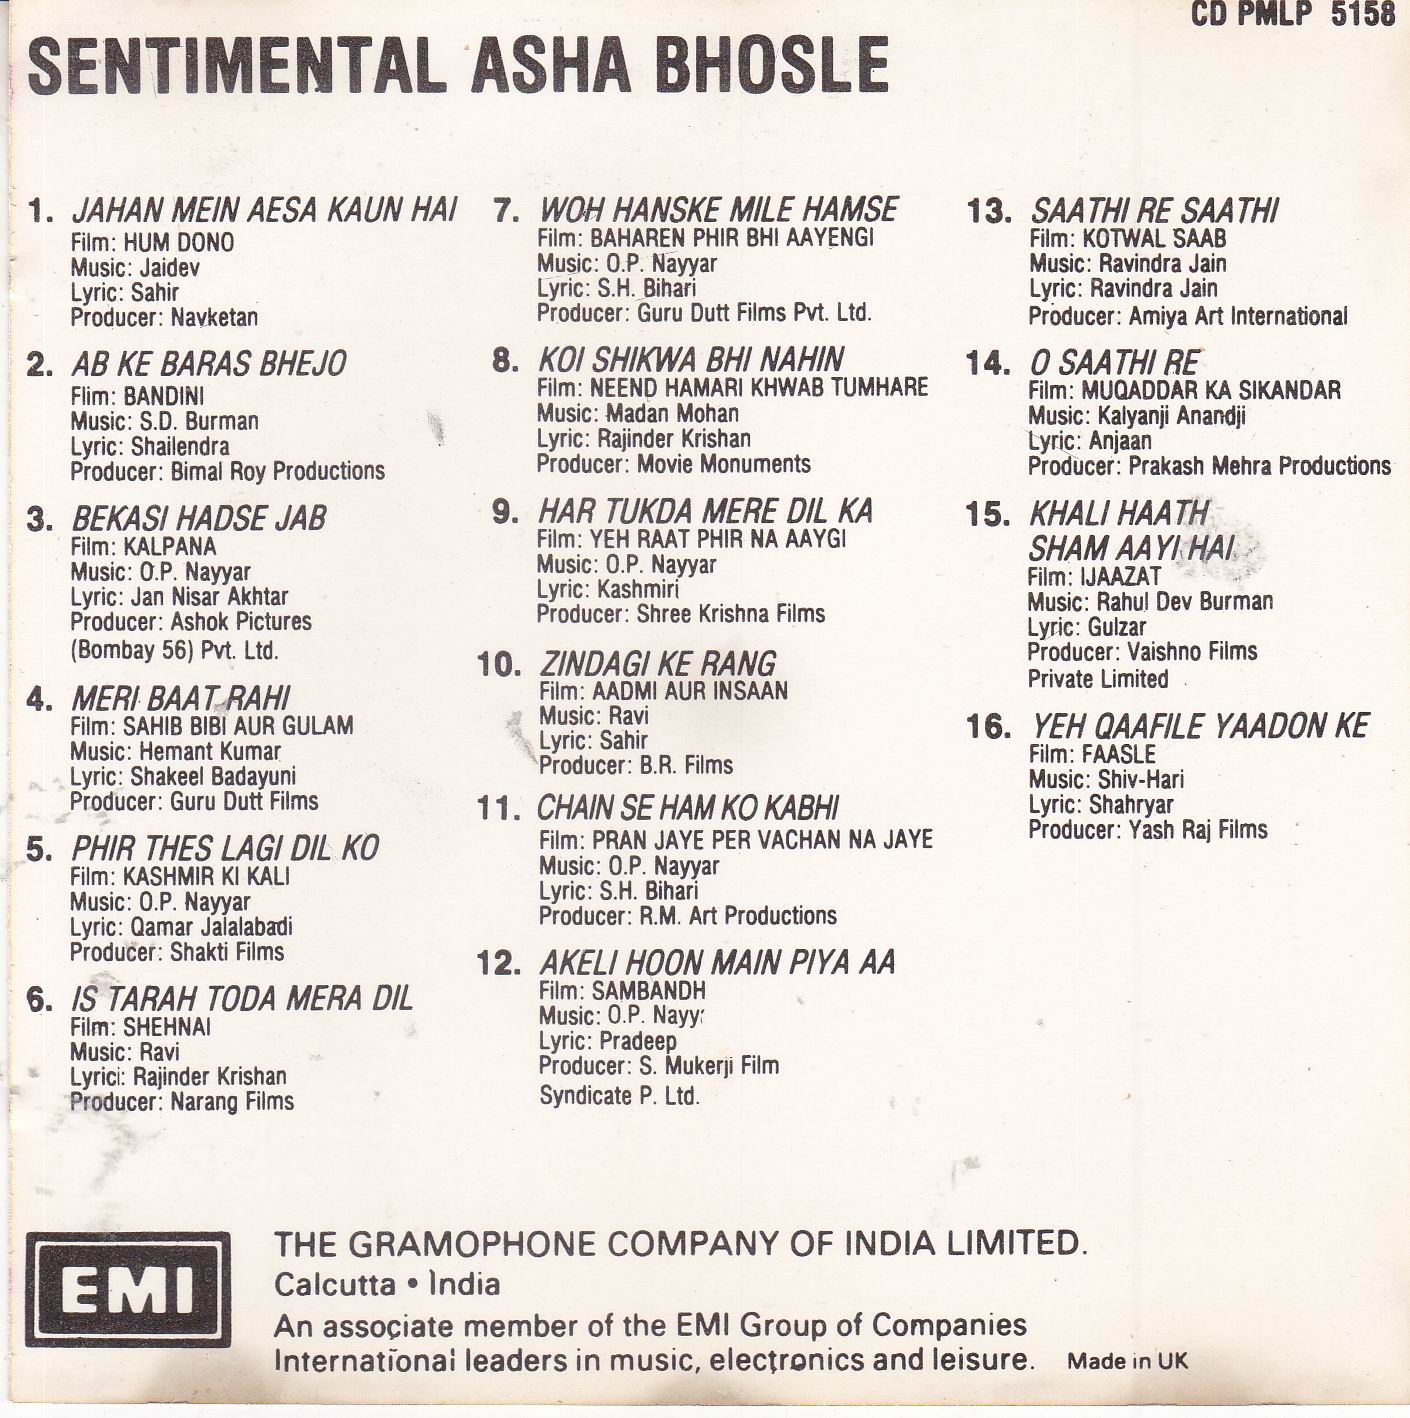 CD PMLP 5158
SENTIMENTAL ASHA BHOSLE
1. JAHAN MEIN AESA KAUN HAI
Film: HUM DONO
Music: Jaidev
Lyric: Sahir
Producer: Navketan
2. AB KE BARAS BHEJO
Flim: BANDINI
Music: S.D. Burman
Lyric: Shailendra
Producer: Bimal Roy Productions
3. BEKASI HADSE JAB
Film: KALPANA
Music: O.P. Nayyar
Lyric: Jan Nisar Akhtar
Producer: Ashok Pictures
(Bombay 56) Pvt. Ltd.
4. MERI BAAT RAHI
Film: SAHIB BIBI AUR GULAM
Music: Hemant Kumar
Lyric: Shakeel Badayuni
Producer: Guru Dutt Films
5. PHIR THES LAGI DIL KO
Film: KASHMIR KI KALI
Music: O.P. Nayyar
Lyric: Qamar Jalalabadi
Producer: Shakti Films
6. IS TARAH TODA MERA DIL
Film: SHEHNAI
Music: Ravi
Lyrici: Rajinder Krishan
Producer: Narang Films
7. WOH HANSKE MILE HAMSE
Film: BAHAREN PHIR BHI AAYENGI
Music: O.P. Nayyar
Lyric: S.H. Bihari
Producer: Guru Dutt Films Pvt. Ltd.
8. KOI SHIKWA BHI NAHIN
Film: NEEND HAMARI KHWAB TUMHARE
Music: Madan Mohan
Lyric: Rajinder Krishan
Producer: Movie Monuments
9. HAR TUKDA MERE DIL KA
Film: YEH RAAT PHIR NA AAYGI
Music: O.P. Nayyar
Lyric: Kashmiri
Producer: Shree Krishna Films
10. ZINDAGI KE RANG
Film: AADMI AUR INSAAN
Music: Ravi
Lyric: Sahir
Producer: B.R. Films
11. CHAIN SE HAM KO KABHI
Film: PRAN JAYE PER VACHAN NA JAYE
Music: O.P. Nayyar
Lyric: S.H. Bihari
Producer: R.M. Art Productions
12. AKELI HOON MAIN PIYA AA
Film: SAMBANDH
Music: O.P. Nayyar
Lyric: Pradeep
Producer: S. Mukerji Film
Syndicate P. Ltd.
13. SAATHI RE SAATHI
Film: KOTWAL SAAB
Music: Ravindra Jain
Lyric: Ravindra Jain
Producer: Amiya Art International
14. O SAATHI RE
Film: MUQADDAR KA SIKANDAR
Music: Kalyanji Anandji
Lyric: Anjaan
Producer: Prakash Mehra Productions
15. KHALI HAATH
SHAM AAYI HAI
Film: IJAAZAT
Music: Rahul Dev Burman
Lyric: Gulzar
Producer: Vaishno Films
Private Limited
16. YEH QAAFILE YAADON KE
Film: FAASLE
Music: Shiv-Hari
Lyric: Shahryar
Producer: Yash Raj Films
EMI
THE GRAMOPHONE COMPANY OF INDIA LIMITED.
Calcutta • India
An associate member of the EMI Group of Companies
International leaders in music, electronics and leisure. Made in UK